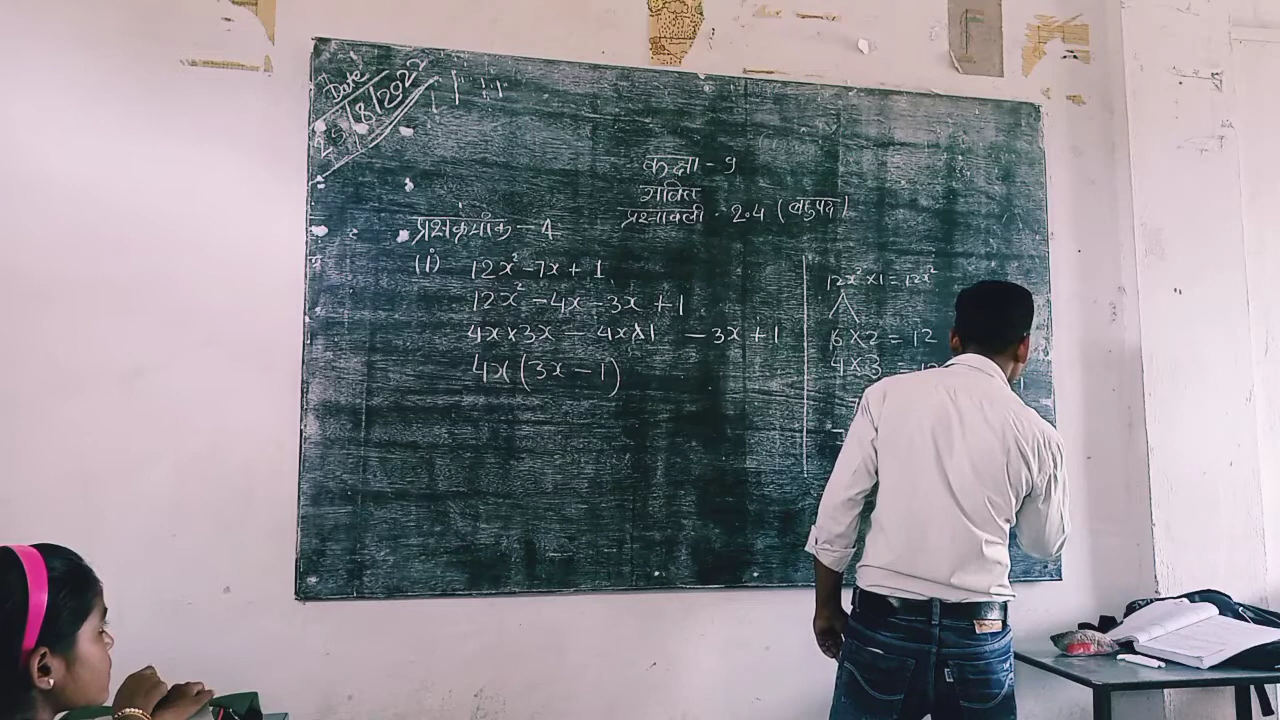 Date
25/8/202
कक्षा - 9
गणित
प्रश्नावली - 2.4 (बहुपद)
प्रश्न क्रमांक - 4
(i) 12x² - 7x + 1
12x² - 4x - 3x + 1
4x × 3x - 4x × 1 - 3x + 1
4x (3x - 1)
12x² × 1 = 12x²
6 × 2 = 12
4 × 3 =